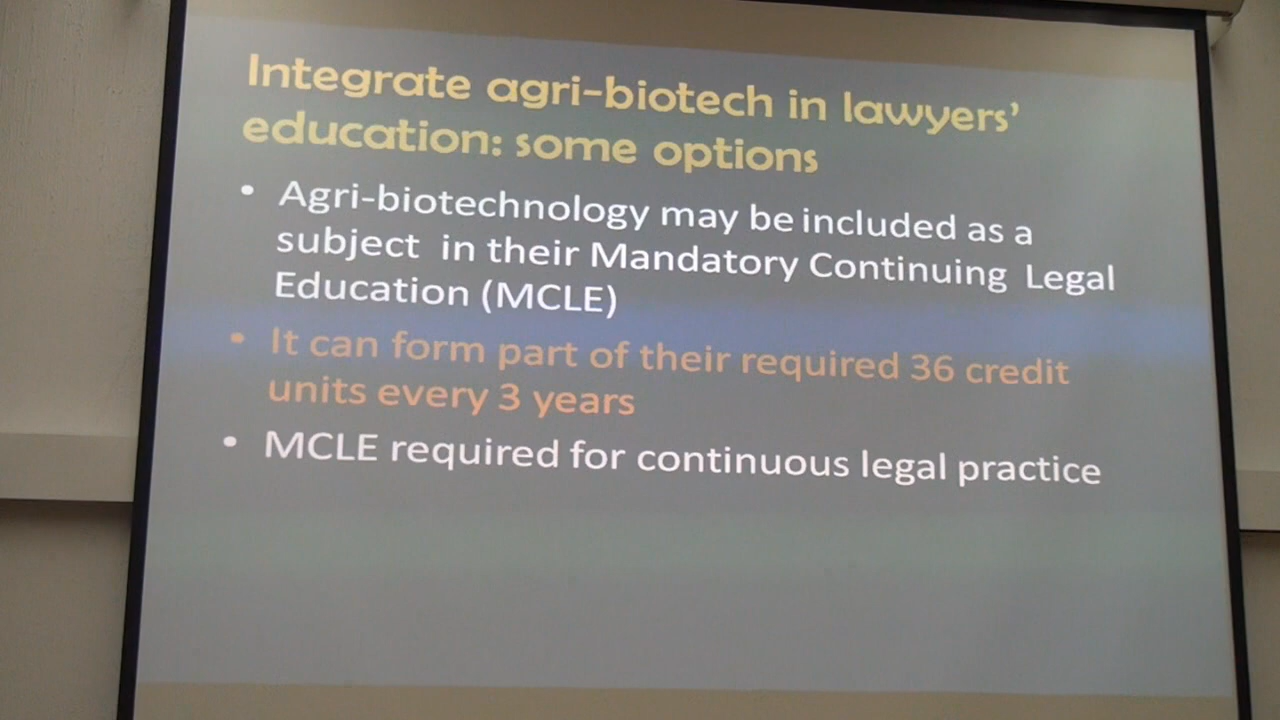 Integrate agri-biotech in lawyers'
education: some options
• Agri-biotechnology may be included as a
subject in their Mandatory Continuing Legal
Education (MCLE)
• It can form part of their required 36 credit
units every 3 years
• MCLE required for continuous legal practice